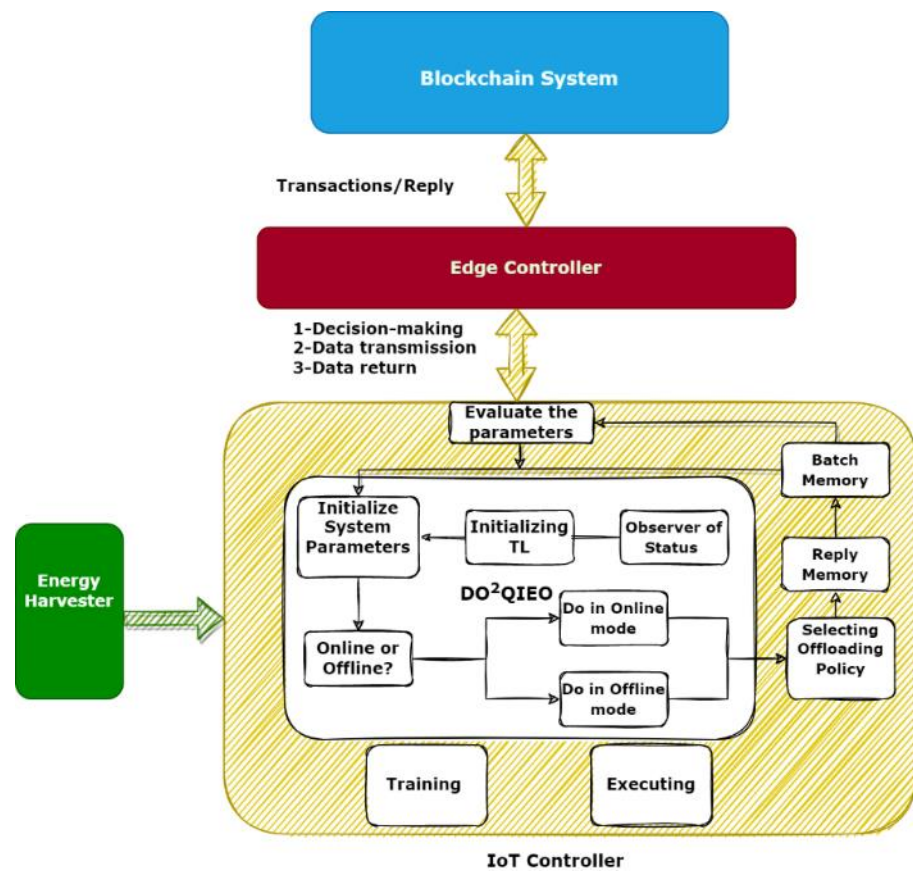 Blockchain System
Transactions/Reply
Edge Controller
1-Decision-making
2-Data transmission
3-Data return
Evaluate the
parameters
Batch
Memory
Initialize
System
Parameters
Initializing
TL
Observer of
Status
Reply
Memory
Energy
Harvester
DO²QIEO
Do in Online
mode
Online or
Offline?
Selecting
Offloading
Policy
Do in Offline
mode
Training
Executing
IoT Controller